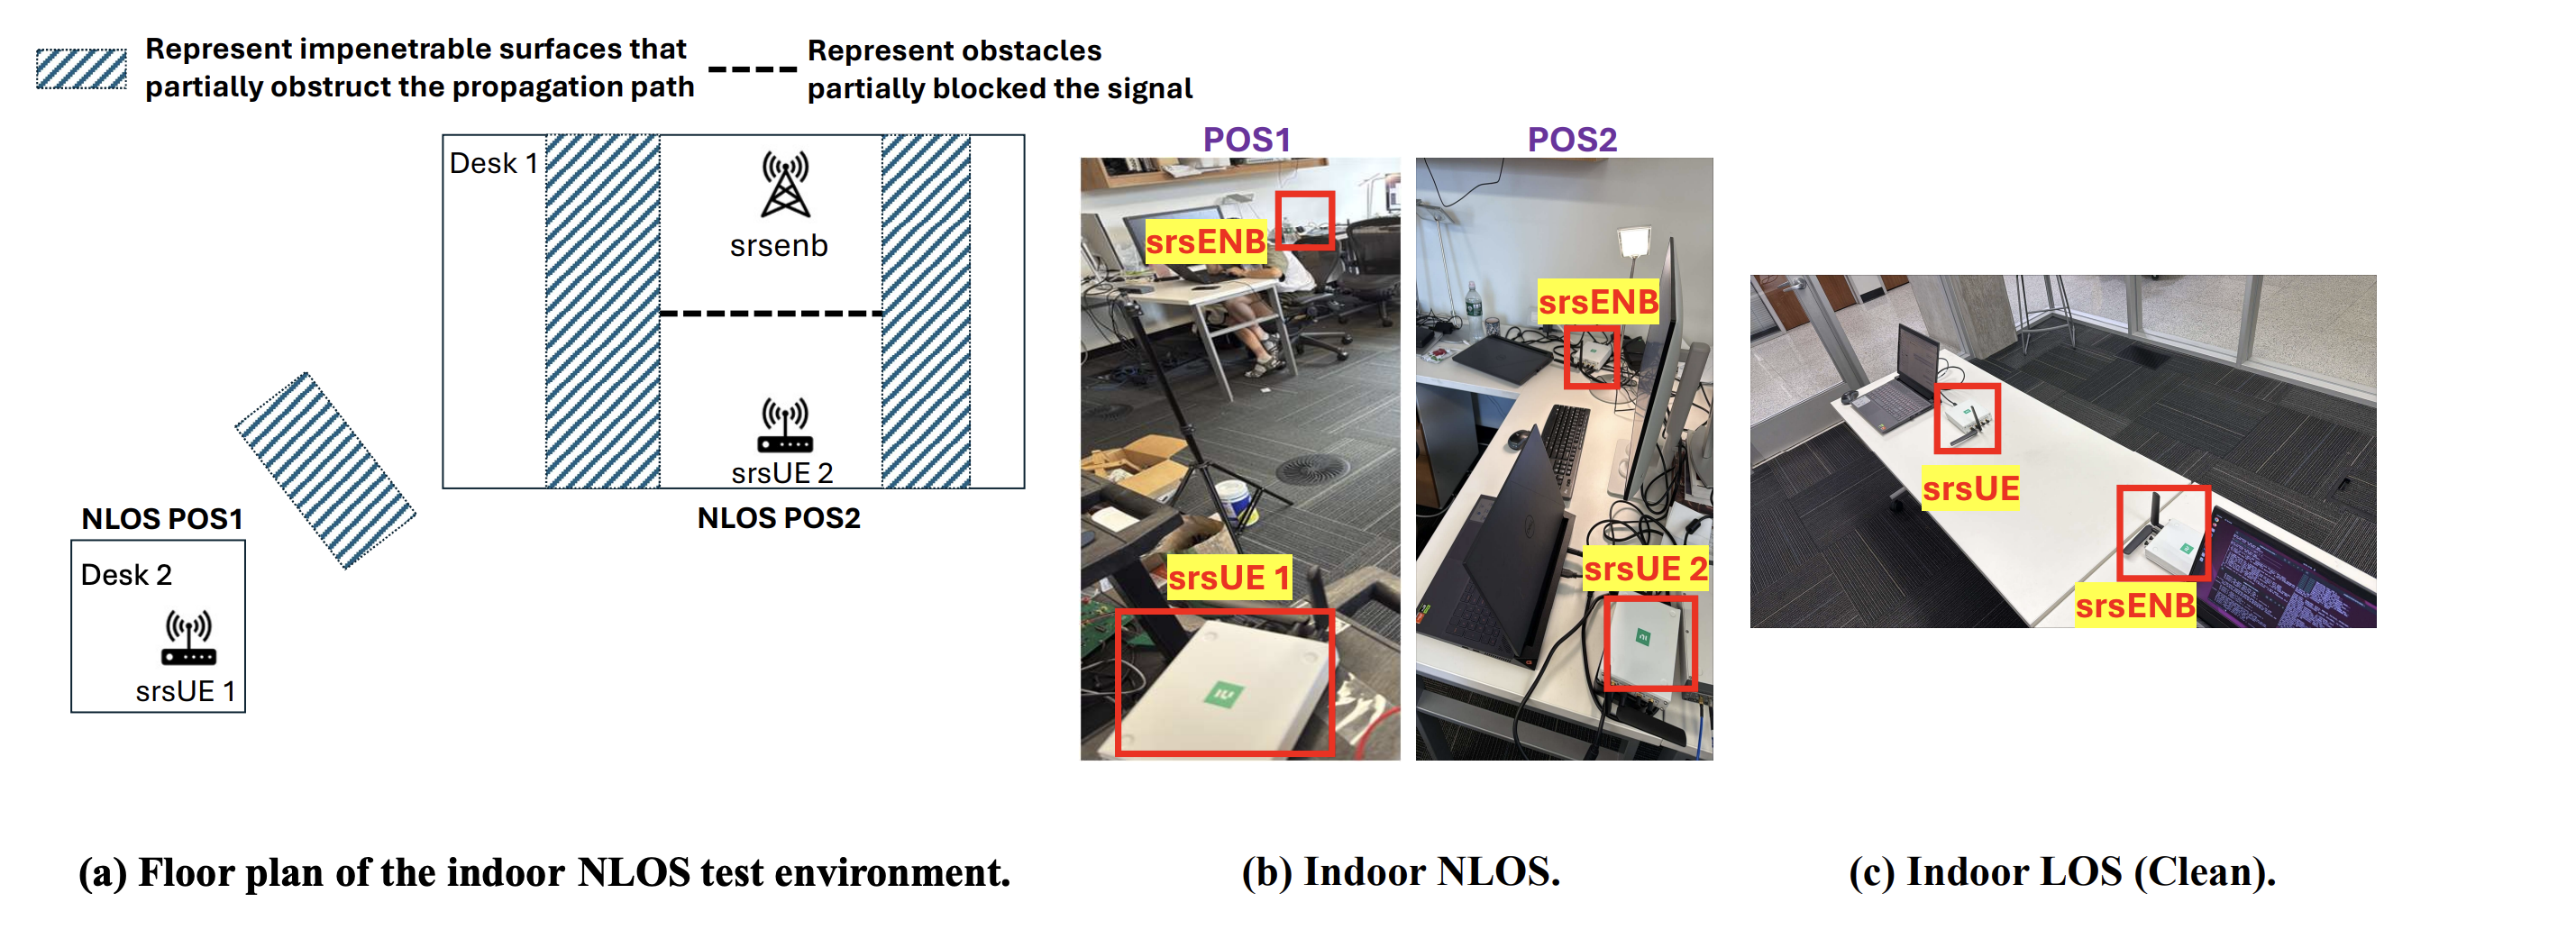 Represent impenetrable surfaces that
partially obstruct the propagation path
Represent obstacles
partially blocked the signal
Desk 1
srsenb
srsUE 2
NLOS POS2
NLOS POS1
Desk 2
srsUE 1
POS1
srsENB
srsUE 1
POS2
srsENB
srsUE 2
srsUE
srsENB
(a) Floor plan of the indoor NLOS test environment.
(b) Indoor NLOS.
(c) Indoor LOS (Clean).